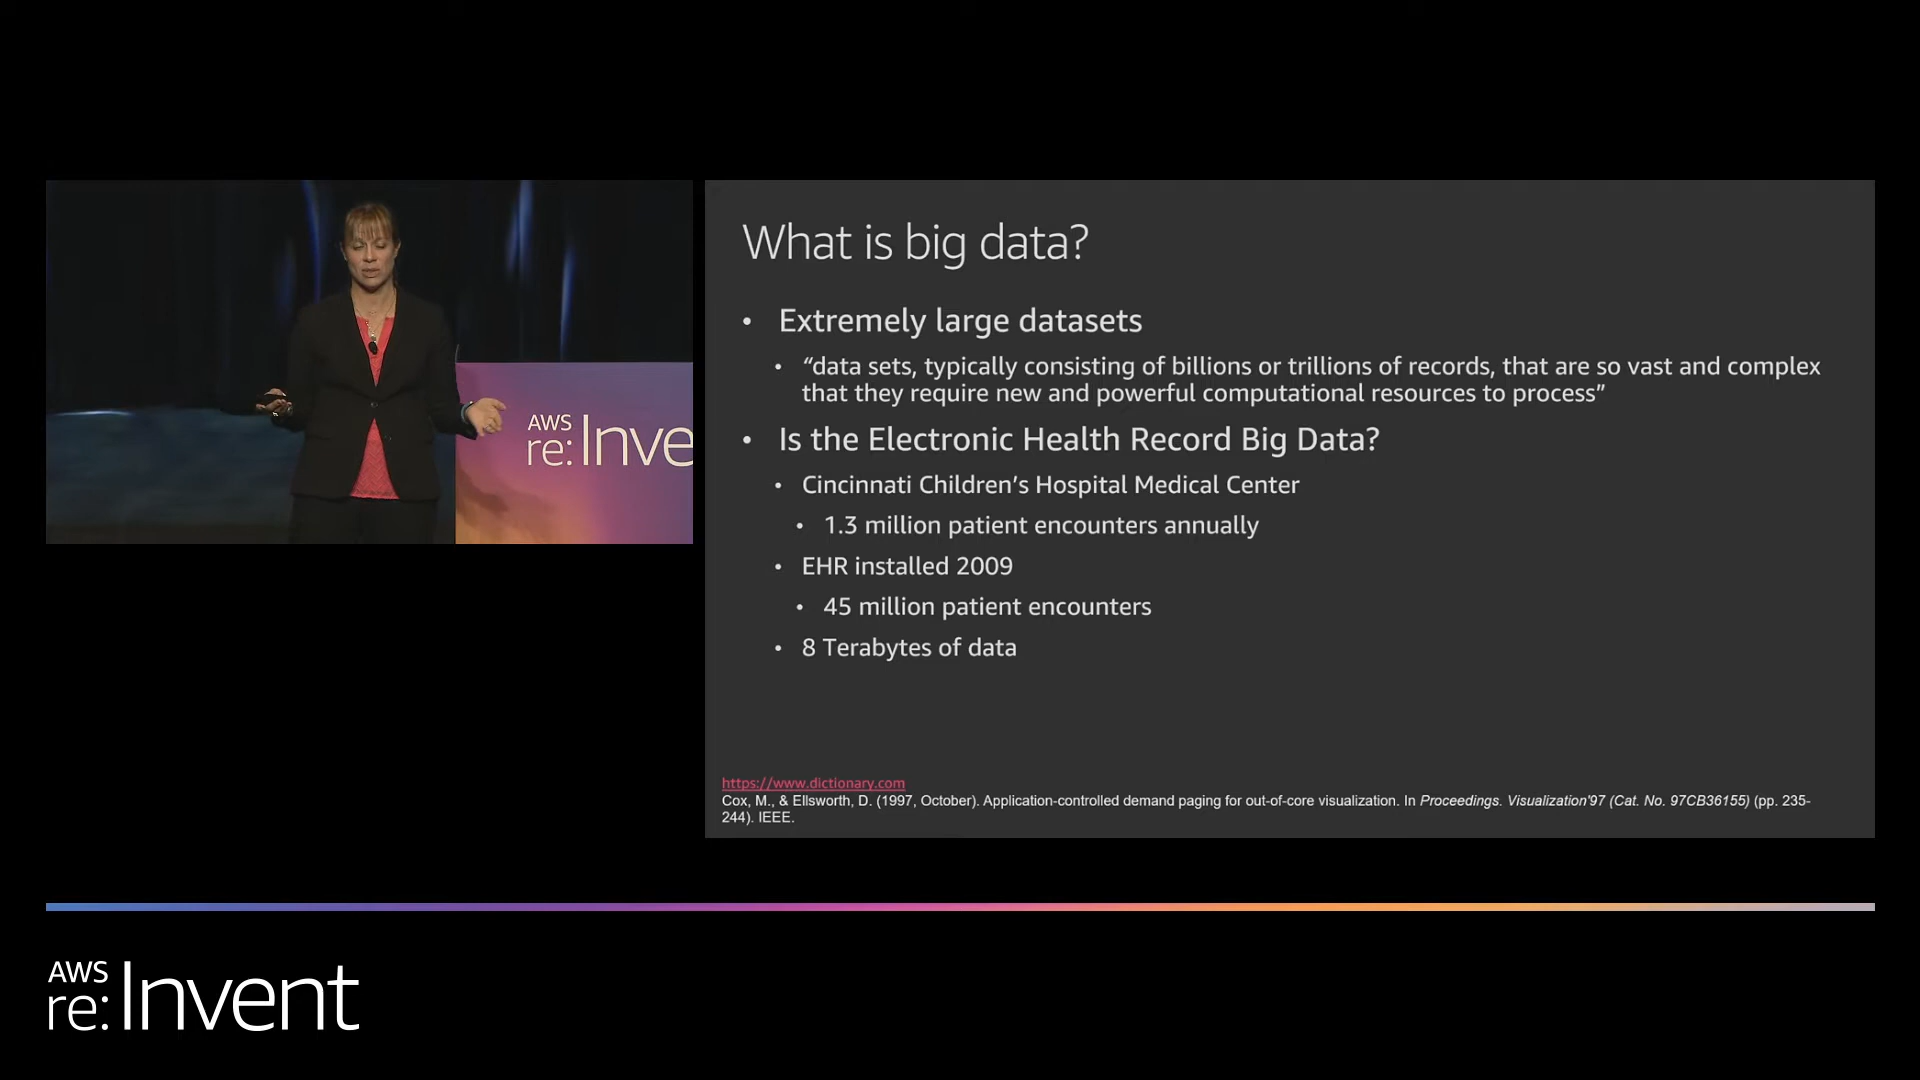 AWS
re:Inve
What is big data?
• Extremely large datasets
• “data sets, typically consisting of billions or trillions of records, that are so vast and complex
that they require new and powerful computational resources to process”
• Is the Electronic Health Record Big Data?
• Cincinnati Children’s Hospital Medical Center
• 1.3 million patient encounters annually
• EHR installed 2009
• 45 million patient encounters
• 8 Terabytes of data
https://www.dictionary.com
Cox, M., & Ellsworth, D. (1997, October). Application-controlled demand paging for out-of-core visualization. In Proceedings. Visualization'97 (Cat. No. 97CB36155) (pp. 235-
244). IEEE.
AWS
re:Invent